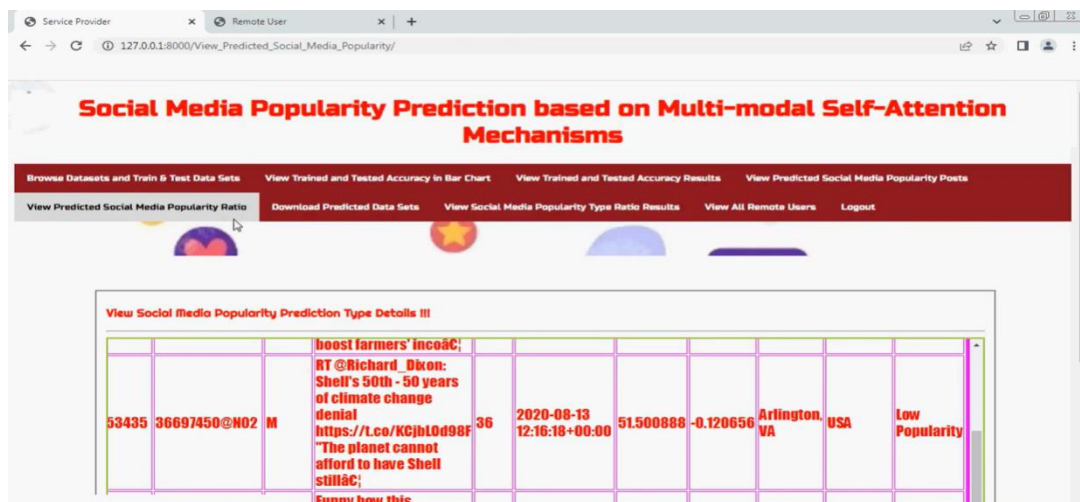 Service Provider
Remote User
127.0.0.1:8000/View_Predicted_Social_Media_Popularity/
Social Media Popularity Prediction based on Multi-modal Self-Attention
Mechanisms
Browse Datasets and Train & Test Data Sets
View Trained and Tested Accuracy in Bar Chart
View Trained and Tested Accuracy Results
View Predicted Social Media Popularity Posts
View Predicted Social Media Popularity Ratio
Download Predicted Data Sets
View Social Media Popularity Type Ratio Results
View All Remote Users
Logout
View Social Media Popularity Prediction Type Details !!!
boost farmers' incoâ€¦
53435
36697450@N02
M
RT @Richard_Dixon:
Shell's 50th - 50 years
of climate change
denial
https://t.co/KCjbL0d98F
"The planet cannot
afford to have Shell
stillâ€¦
36
2020-08-13
12:16:18+00:00
51.500888
-0.120656
Arlington,
VA
USA
Low
Popularity
Funny how this